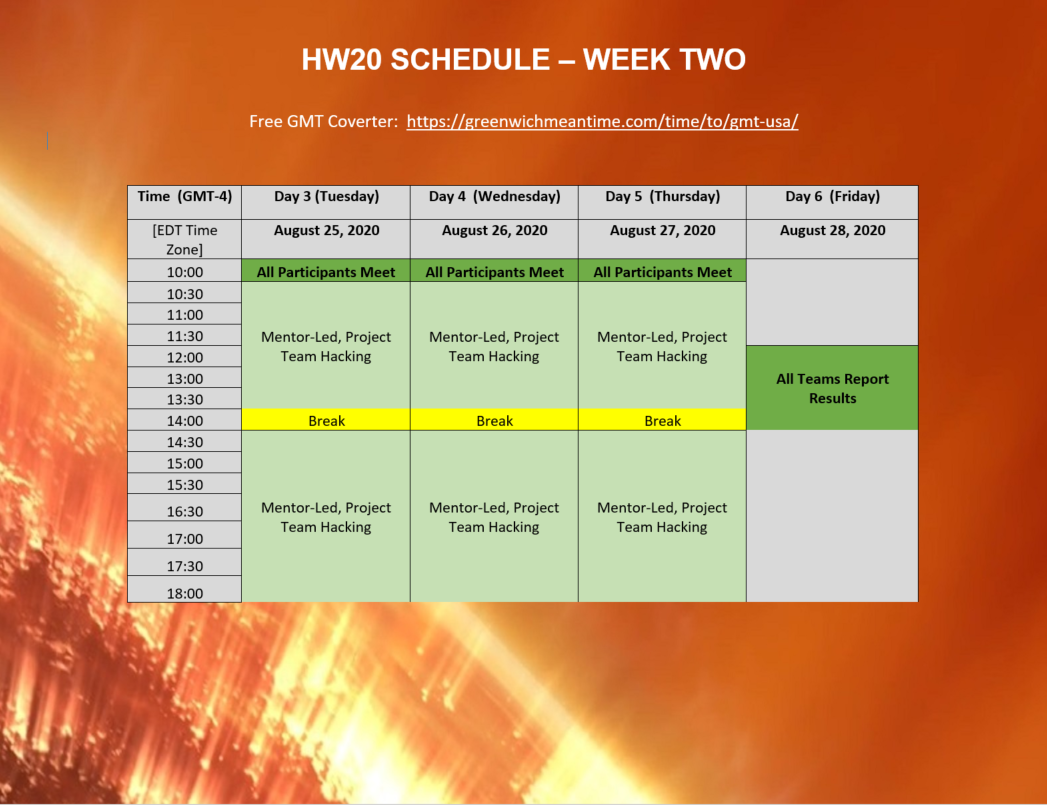 HW20 SCHEDULE – WEEK TWO
Free GMT Coverter: https://greenwichmeantime.com/time/to/gmt-usa/
Time (GMT-4) Day 3 (Tuesday) Day 4 (Wednesday) Day 5 (Thursday) Day 6 (Friday)
[EDT Time August 25, 2020 August 26, 2020 August 27, 2020 August 28, 2020
Zone]
10:00 All Participants Meet All Participants Meet All Participants Meet
10:30
11:00
11:30 Mentor-Led, Project Mentor-Led, Project Mentor-Led, Project
12:00 Team Hacking Team Hacking Team Hacking
13:00 All Teams Report
13:30 Results
14:00 Break Break Break
14:30
15:00
15:30
16:30 Mentor-Led, Project Mentor-Led, Project Mentor-Led, Project
Team Hacking Team Hacking Team Hacking
17:00
17:30
18:00